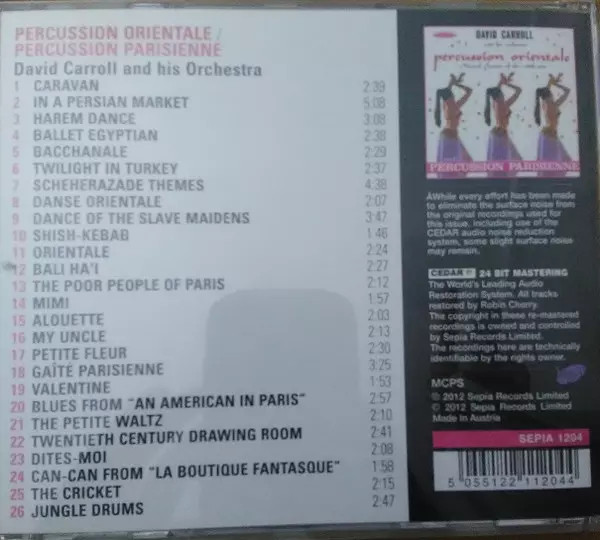 PERCUSSION ORIENTALE /
PERCUSSION PARISIENNE
David Carroll and his Orchestra
1 CARAVAN 2:39
2 IN A PERSIAN MARKET 5:08
3 HAREM DANCE 3:08
4 BALLET EGYPTIAN 2:38
5 BACCHANALE 2:29
6 TWILIGHT IN TURKEY 2:37
7 SCHEHERAZADE THEMES 4:38
8 DANSE ORIENTALE 2:07
9 DANCE OF THE SLAVE MAIDENS 3:47
10 SHISH-KEBAB 1:46
11 ORIENTALE 2:24
12 BALI HA'I 2:27
13 THE POOR PEOPLE OF PARIS 2:12
14 MIMI 1:57
15 ALOUETTE 2:03
16 MY UNCLE 2:13
17 PETITE FLEUR 2:30
18 GAÎTÉ PARISIENNE 3:25
19 VALENTINE 1:53
20 BLUES FROM "AN AMERICAN IN PARIS" 2:57
21 THE PETITE WALTZ 2:10
22 TWENTIETH CENTURY DRAWING ROOM 2:41
23 DITES-MOI 2:08
24 CAN-CAN FROM "LA BOUTIQUE FANTASQUE" 1:58
25 THE CRICKET 2:15
26 JUNGLE DRUMS 2:47
DAVID CARROLL
percussion orientale
PERCUSSION PARISIENNE
AWhile every effort has been made
to eliminate the surface noise from
the original recordings used for
this issue, including use of the
CEDAR audio noise reduction
system, some slight surface noise
may remain.
CEDAR 24 BIT MASTERING
The World's Leading Audio
Restoration System. All tracks
restored by Robin Cherry.
The copyright in these re-mastered
recordings is owned and controlled
by Sepia Records Limited.
The recordings here are technically
identifiable by the rights owner.
MCPS
℗ 2012 Sepia Records Limited
© 2012 Sepia Records Limited
Made in Austria
SEPIA 1204
5 055122 112044